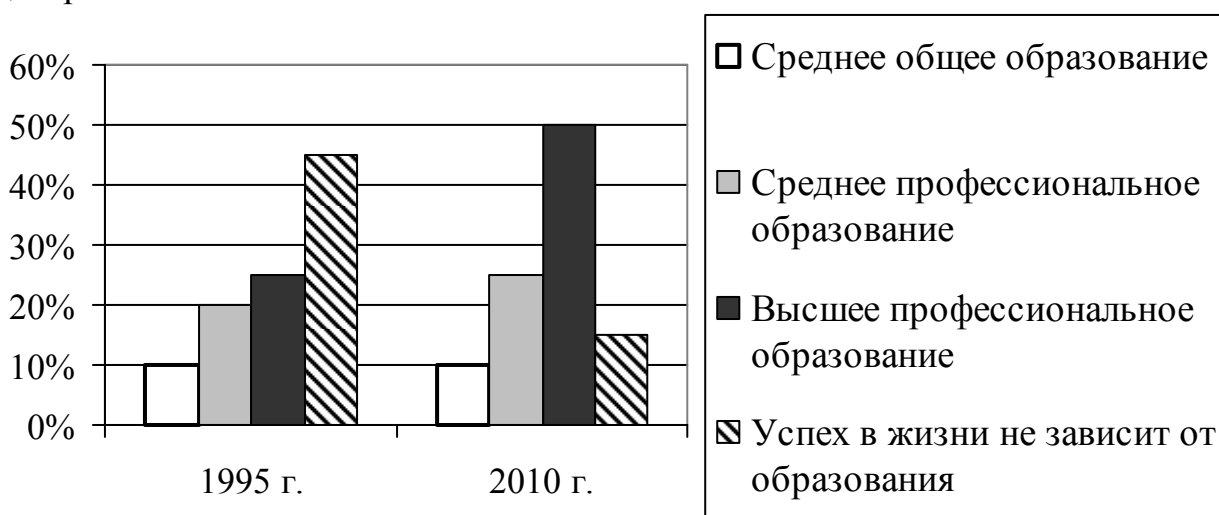 60%
50%
40%
30%
20%
10%
0%
1995 г.
2010 г.
Среднее общее образование
Среднее профессиональное
образование
Высшее профессиональное
образование
Успех в жизни не зависит от
образования